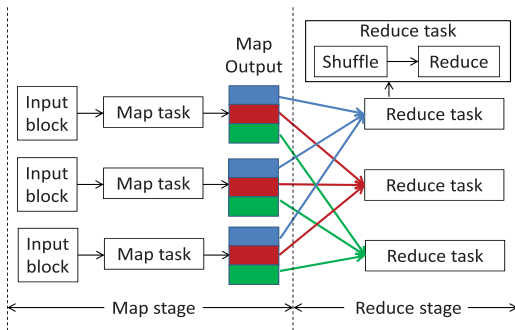 Reduce task
Shuffle
Reduce
Map
Output
Input
block
Map task
Reduce task
Input
block
Map task
Reduce task
Input
block
Map task
Reduce task
Map stage
Reduce stage